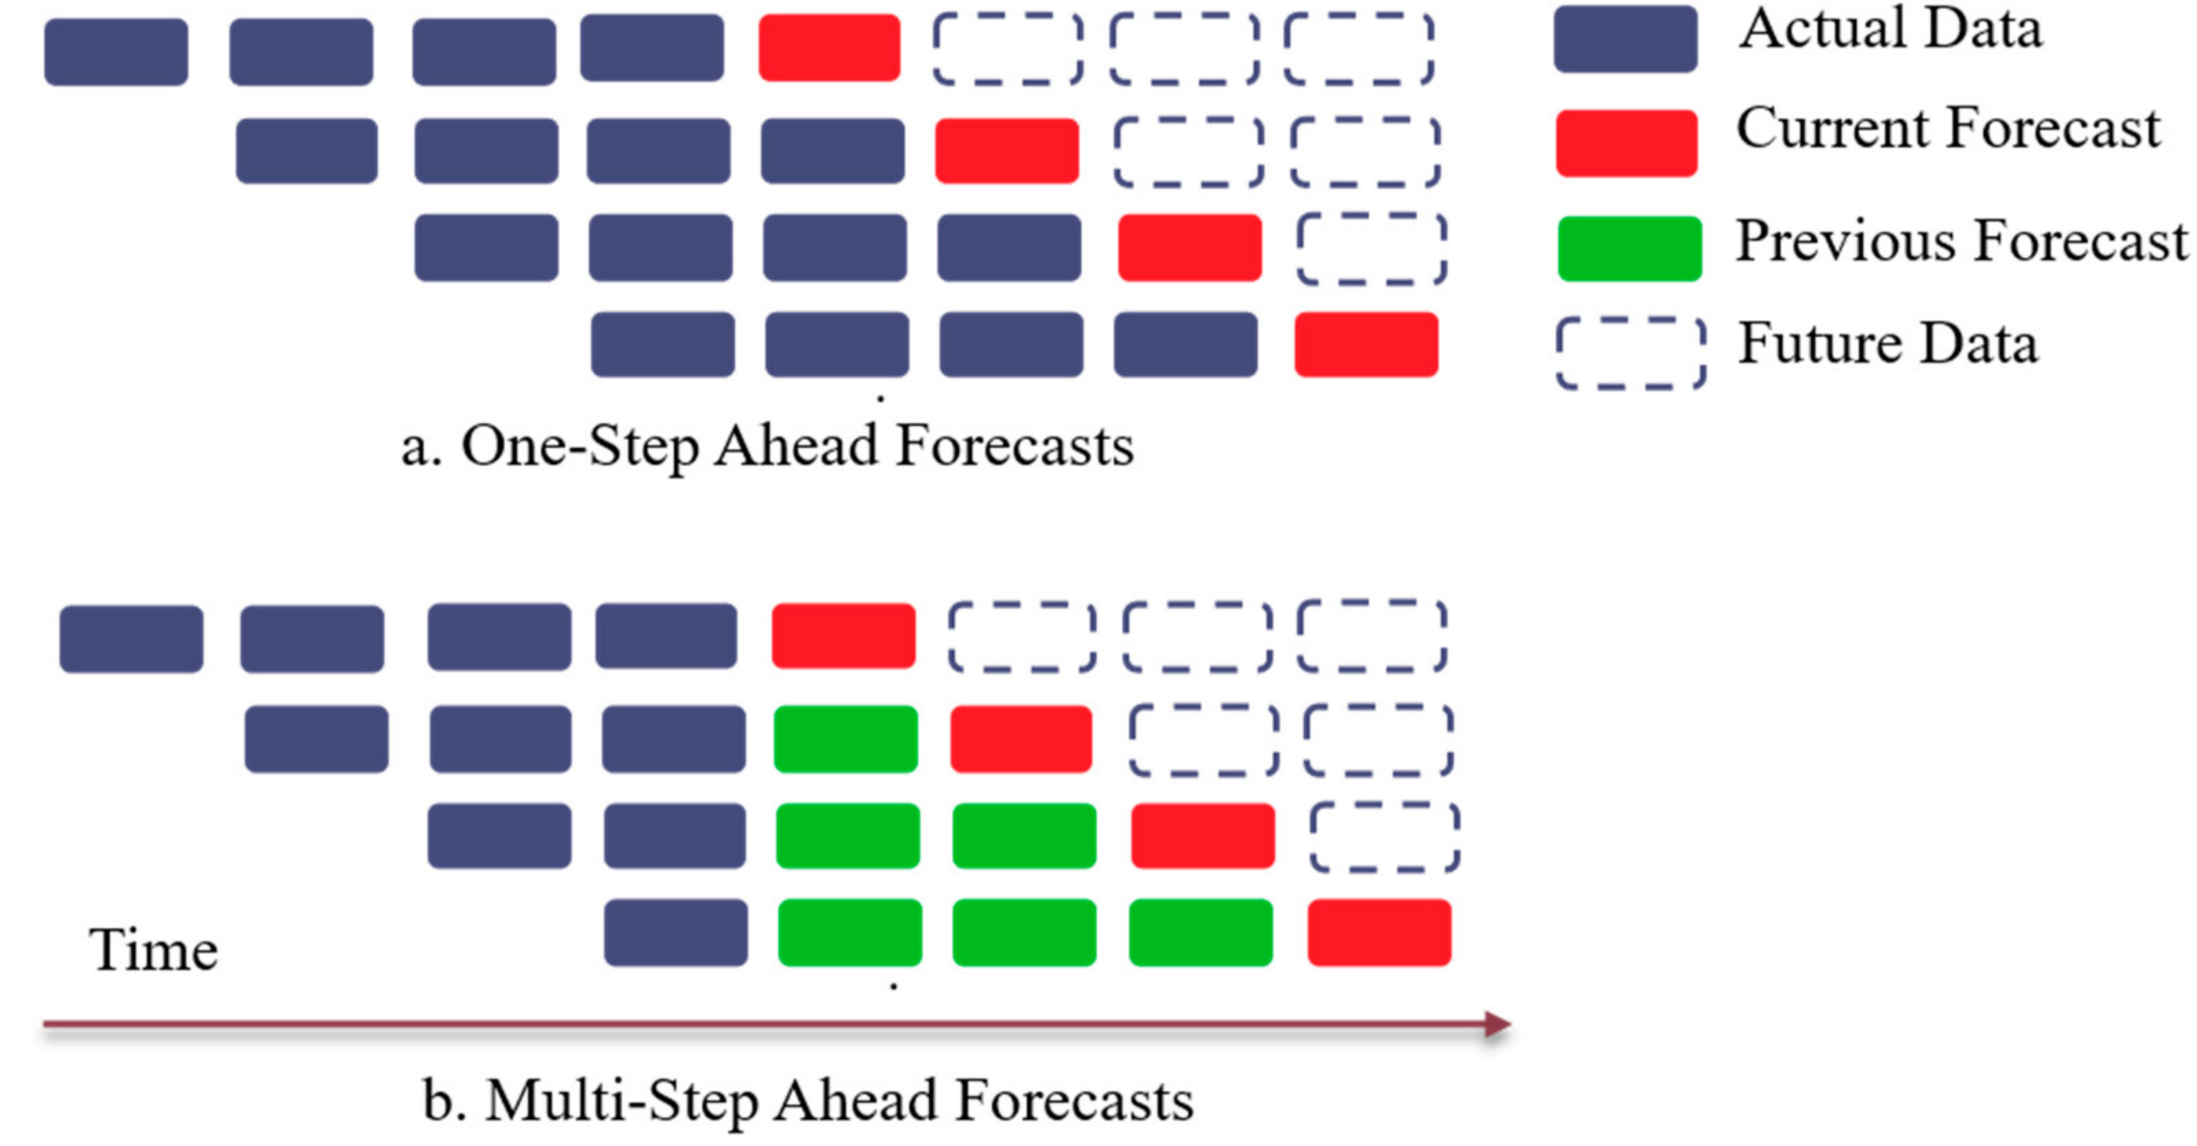 Actual Data
Current Forecast
Previous Forecast
Future Data
a. One-Step Ahead Forecasts
Time
b. Multi-Step Ahead Forecasts